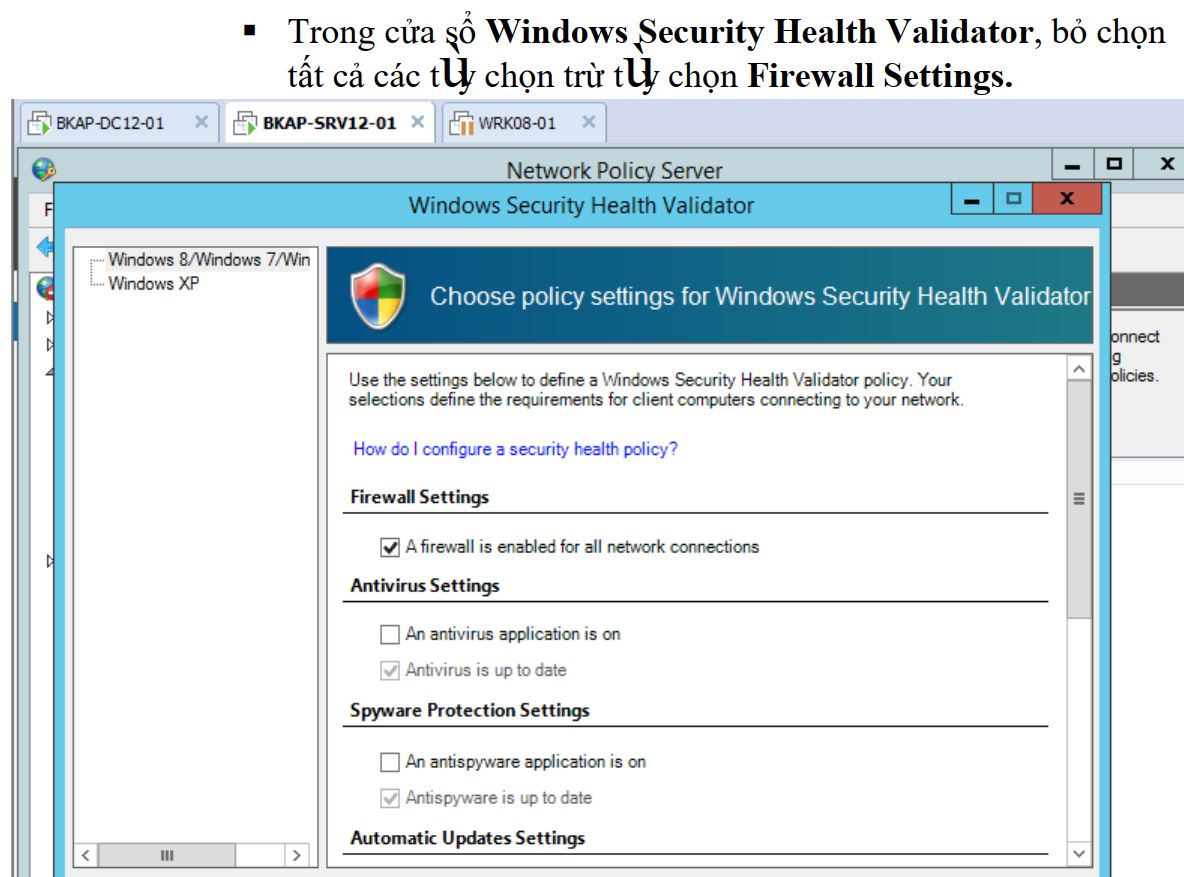 ▪ Trong cửa sổ Windows Security Health Validator, bỏ chọn
tất cả các tùy chọn trừ tùy chọn Firewall Settings.
BKAP-DC12-01
BKAP-SRV12-01
WRK08-01
Network Policy Server
F
Windows Security Health Validator
Windows 8/Windows 7/Win
Windows XP
Choose policy settings for Windows Security Health Validator
onnect
g
olicies.
Use the settings below to define a Windows Security Health Validator policy. Your
selections define the requirements for client computers connecting to your network.
How do I configure a security health policy?
Firewall Settings
A firewall is enabled for all network connections
Antivirus Settings
An antivirus application is on
Antivirus is up to date
Spyware Protection Settings
An antispyware application is on
Antispyware is up to date
Automatic Updates Settings